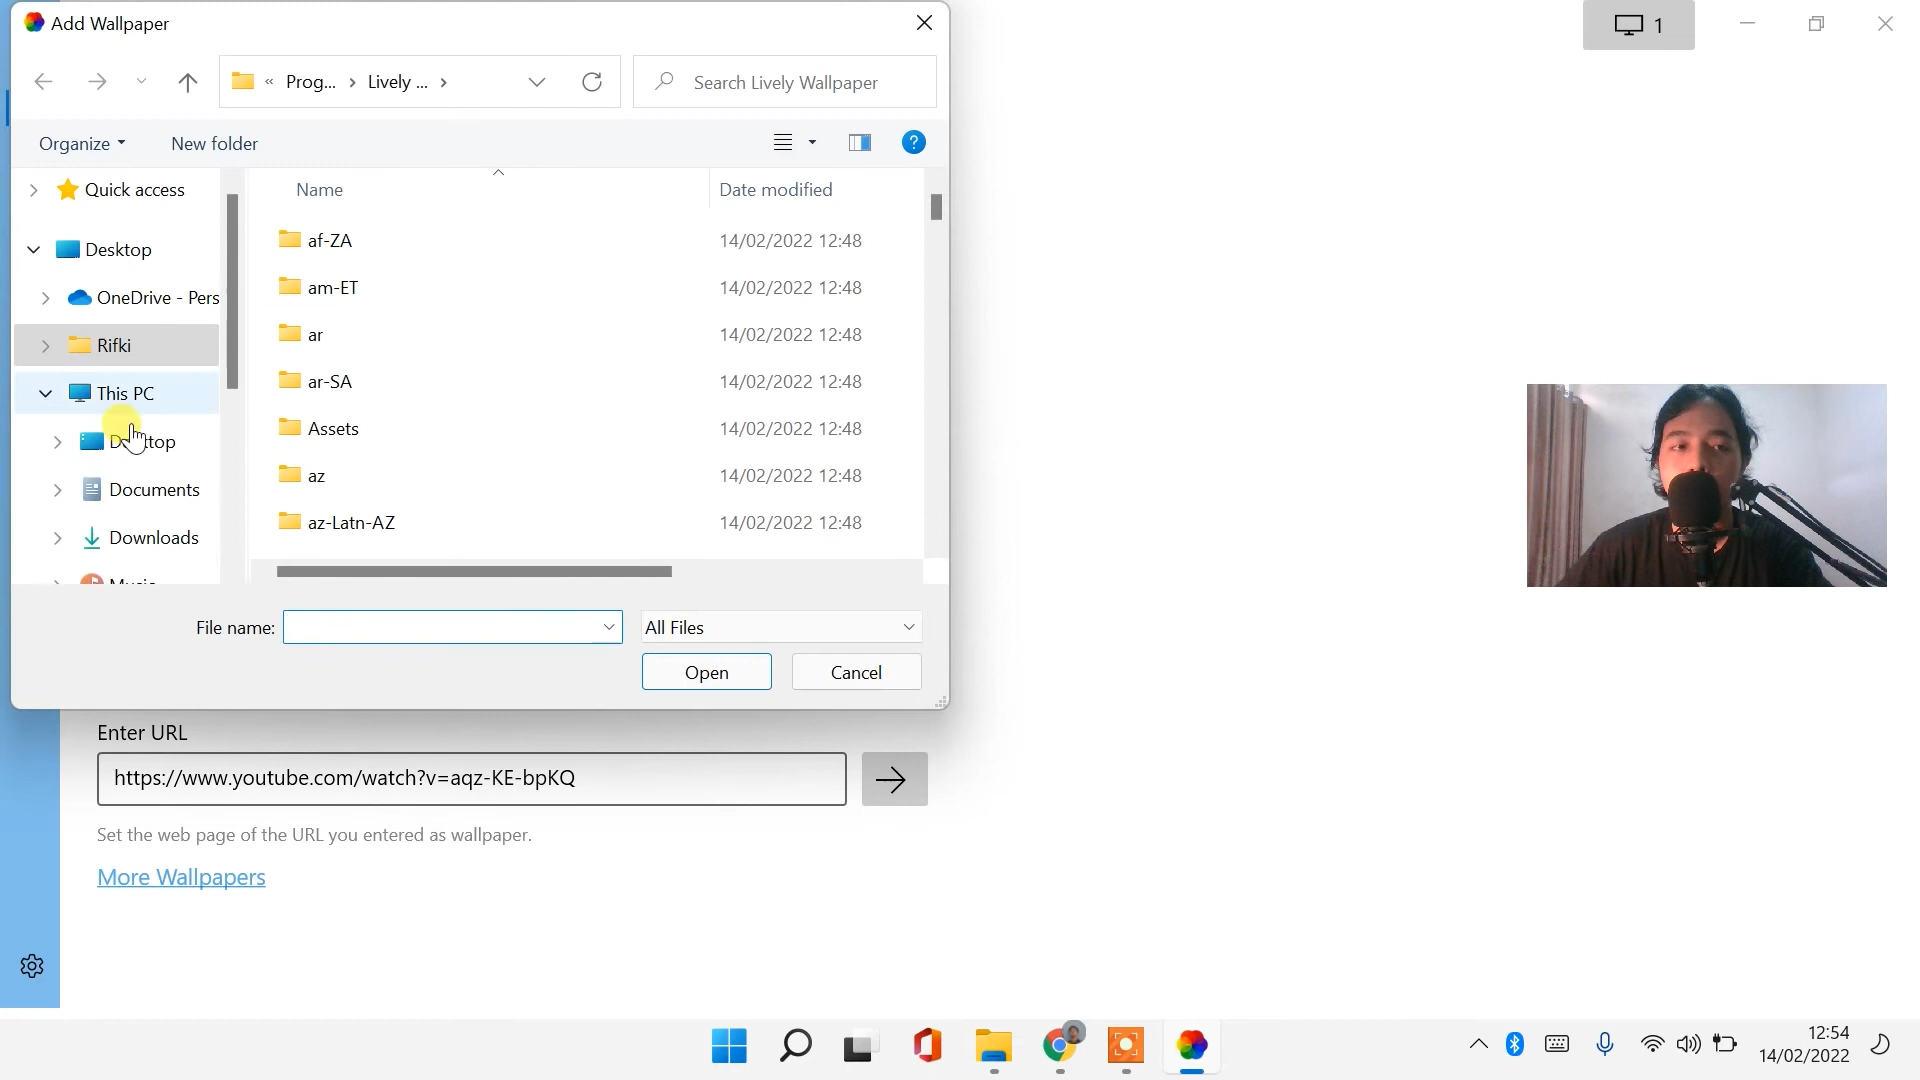 Add Wallpaper
1
« Prog... › Lively ... ›
Search Lively Wallpaper
Organize
New folder
?
Name
Date modified
Quick access
Desktop
OneDrive - Pers
Rifki
This PC
Documents
Downloads
af-ZA 14/02/2022 12:48
am-ET 14/02/2022 12:48
ar 14/02/2022 12:48
ar-SA 14/02/2022 12:48
Assets 14/02/2022 12:48
az 14/02/2022 12:48
az-Latn-AZ 14/02/2022 12:48
File name:
All Files
Open
Cancel
Enter URL
https://www.youtube.com/watch?v=aqz-KE-bpKQ
Set the web page of the URL you entered as wallpaper.
More Wallpapers
12:54
14/02/2022